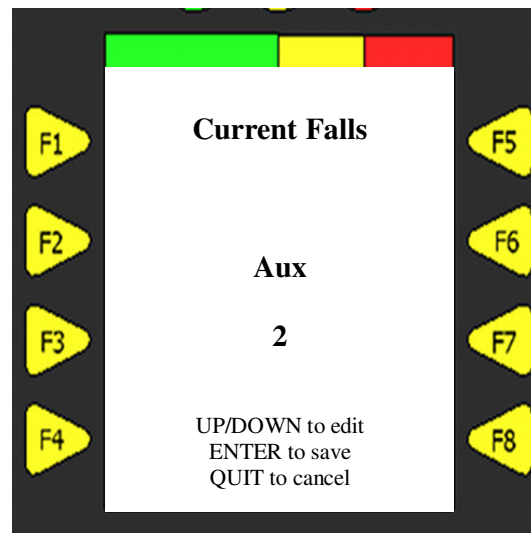 Current Falls
F1
F5
F2
F6
Aux
F3
2
F7
UP/DOWN to edit
F4
ENTER to save
F8
QUIT to cancel